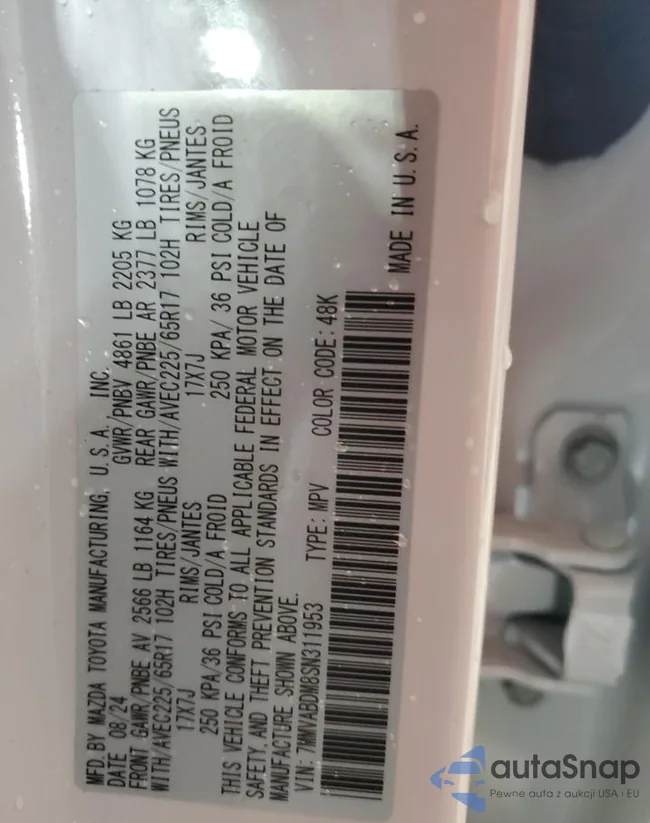 MFD. BY MAZDA TOYOTA MANUFACTURING, U.S.A., INC.
DATE 08/24 GVWR/PNBV 4861 LB 2205 KG
FRONT GAWR/PNBE AV 2566 LB 1164 KG REAR GAWR/PNBE AR 2377 LB 1078 KG
WITH/AVEC225/65R17 102H TIRES/PNEUS WITH/AVEC225/65R17 102H TIRES/PNEUS
17X7J RIMS/JANTES 17X7J RIMS/JANTES
250 KPA/36 PSI COLD/A FROID 250 KPA/ 36 PSI COLD/A FROID
THIS VEHICLE CONFORMS TO ALL APPLICABLE FEDERAL MOTOR VEHICLE
SAFETY, AND THEFT PREVENTION STANDARDS IN EFFECT ON THE DATE OF
MANUFACTURE SHOWN ABOVE.
VIN: 7MMVABDM8SN311953 TYPE: MPV COLOR CODE: 48K
MADE IN U.S.A.
autaSnap
Pewne auta z aukcji USA i EU